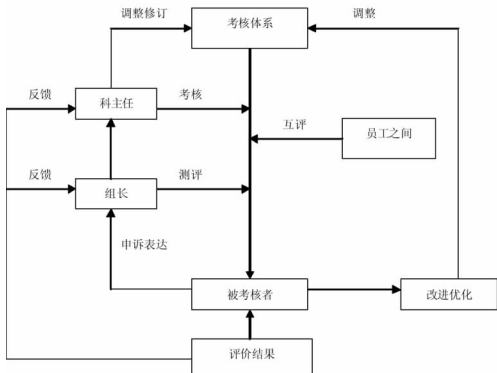 调整修订
考核体系
调整
反馈
科主任
考核
互评
员工之间
反馈
组长
测评
申诉表达
被考核者
改进优化
评价结果